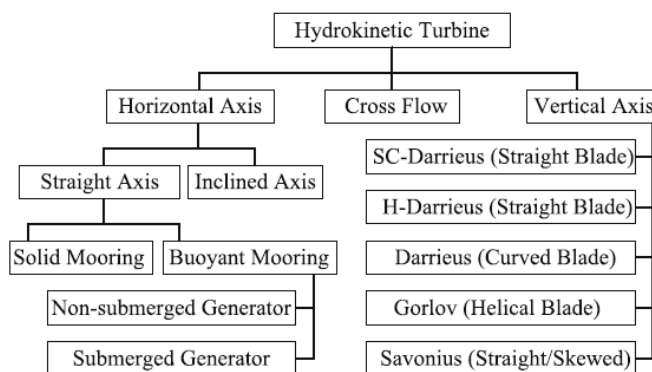 Hydrokinetic Turbine
Horizontal Axis
Cross Flow
Vertical Axis
SC-Darrieus (Straight Blade)
Straight Axis
Inclined Axis
H-Darrieus (Straight Blade)
Solid Mooring
Buoyant Mooring
Darrieus (Curved Blade)
Non-submerged Generator
Gorlov (Helical Blade)
Submerged Generator
Savonius (Straight/Skewed)